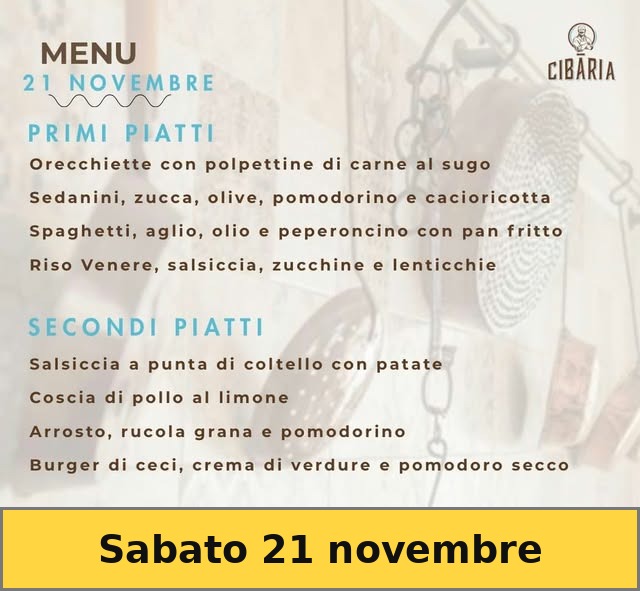 MENU
21 NOVEMBRE
CIBÀRIA
PRIMI PIATTI
Orecchiette con polpettine di carne al sugo
Sedanini, zucca, olive, pomodorino e cacioricotta
Spaghetti, aglio, olio e peperoncino con pan fritto
Riso Venere, salsiccia, zucchine e lenticchie
SECONDI PIATTI
Salsiccia a punta di coltello con patate
Coscia di pollo al limone
Arrosto, rucola grana e pomodorino
Burger di ceci, crema di verdure e pomodoro secco
Sabato 21 novembre